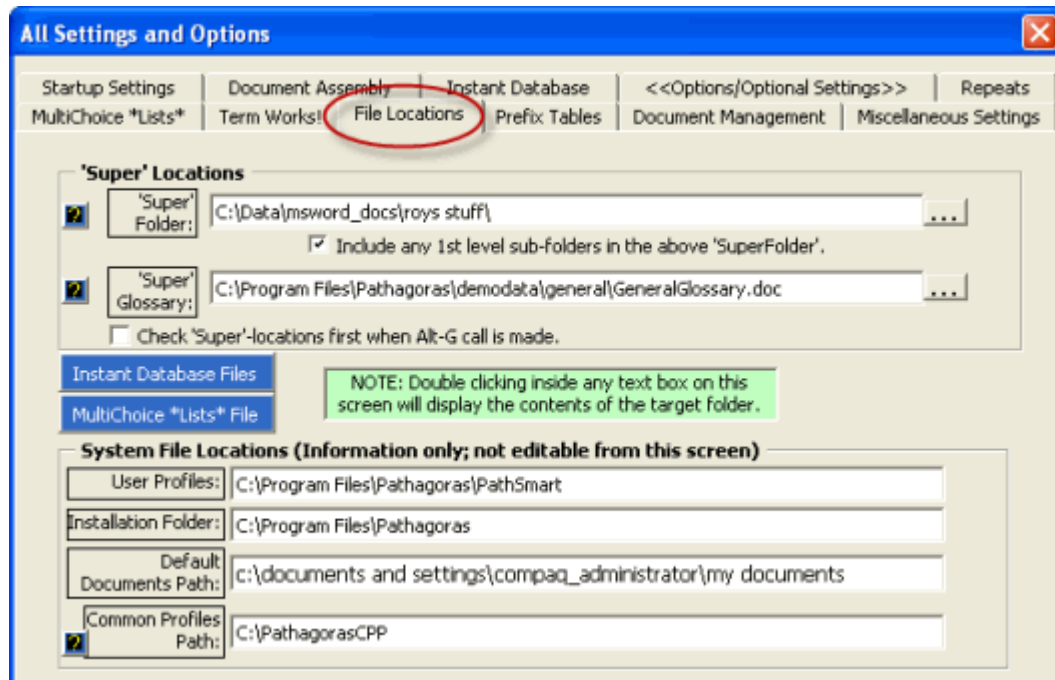 All Settings and Options
Startup Settings Document Assembly Instant Database <<Options/Optional Settings>> Repeats
MultiChoice *Lists* Term Works! File Locations Prefix Tables Document Management Miscellaneous Settings
'Super' Locations
'Super'
Folder: C:\Data\msword_docs\roys stuff\ ...
Include any 1st level sub-folders in the above 'SuperFolder'.
'Super'
Glossary: C:\Program Files\Pathagoras\demodata\general\GeneralGlossary.doc ...
Check 'Super'-locations first when Alt-G call is made.
Instant Database Files
MultiChoice *Lists* File
NOTE: Double clicking inside any text box on this
screen will display the contents of the target folder.
System File Locations (Information only; not editable from this screen)
User Profiles: C:\Program Files\Pathagoras\PathSmart
Installation Folder: C:\Program Files\Pathagoras
Default
Documents Path: c:\documents and settings\compaq_administrator\my documents
Common Profiles
Path: C:\PathagorasCPP